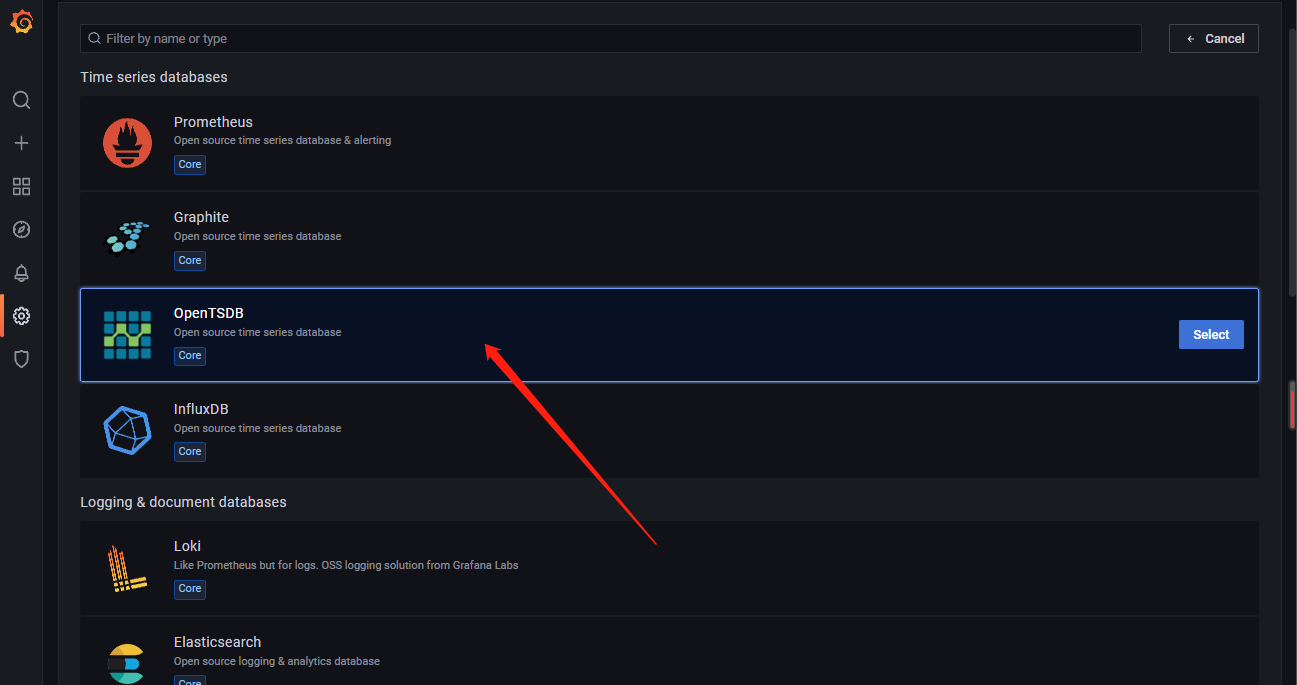 Filter by name or type
Cancel
Time series databases
Prometheus
Open source time series database & alerting
Core
Graphite
Open source time series database
Core
OpenTSDB
Open source time series database
Core
Select
InfluxDB
Open source time series database
Core
Logging & document databases
Loki
Like Prometheus but for logs. OSS logging solution from Grafana Labs
Core
Elasticsearch
Open source logging & analytics database
Core